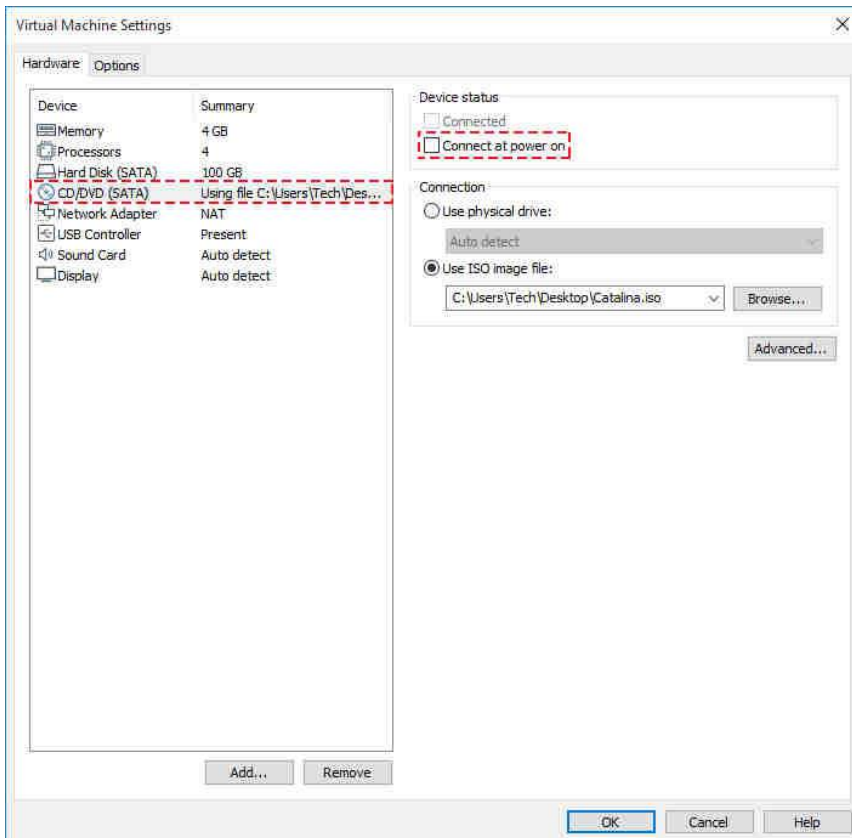 Virtual Machine Settings
Hardware Options
Device Summary
Memory 4 GB
Processors 4
Hard Disk (SATA) 100 GB
CD/DVD (SATA) Using file C:\Users\Tech\Des...
Network Adapter NAT
USB Controller Present
Sound Card Auto detect
Display Auto detect
Add... Remove
Device status
Connected
Connect at power on
Connection
Use physical drive:
Auto detect
Use ISO image file:
C:\Users\Tech\Desktop\Catalina.iso Browse...
Advanced...
OK Cancel Help